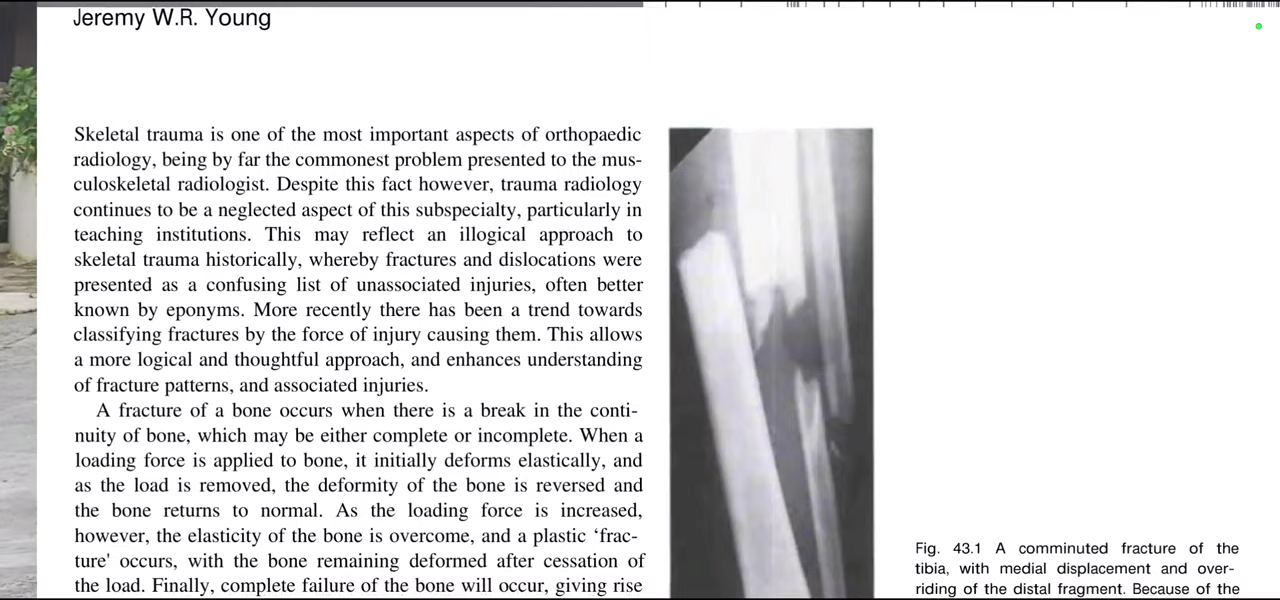 Jeremy W.R. Young
Skeletal trauma is one of the most important aspects of orthopaedic
radiology, being by far the commonest problem presented to the mus-
culoskeletal radiologist. Despite this fact however, trauma radiology
continues to be a neglected aspect of this subspecialty, particularly in
teaching institutions. This may reflect an illogical approach to
skeletal trauma historically, whereby fractures and dislocations were
presented as a confusing list of unassociated injuries, often better
known by eponyms. More recently there has been a trend towards
classifying fractures by the force of injury causing them. This allows
a more logical and thoughtful approach, and enhances understanding
of fracture patterns, and associated injuries.
A fracture of a bone occurs when there is a break in the conti-
nuity of bone, which may be either complete or incomplete. When a
loading force is applied to bone, it initially deforms elastically, and
as the load is removed, the deformity of the bone is reversed and
the bone returns to normal. As the loading force is increased,
however, the elasticity of the bone is overcome, and a plastic ‘frac-
ture' occurs, with the bone remaining deformed after cessation of
the load. Finally, complete failure of the bone will occur, giving rise
Fig. 43.1 A comminuted fracture of the
tibia, with medial displacement and over-
riding of the distal fragment. Because of the